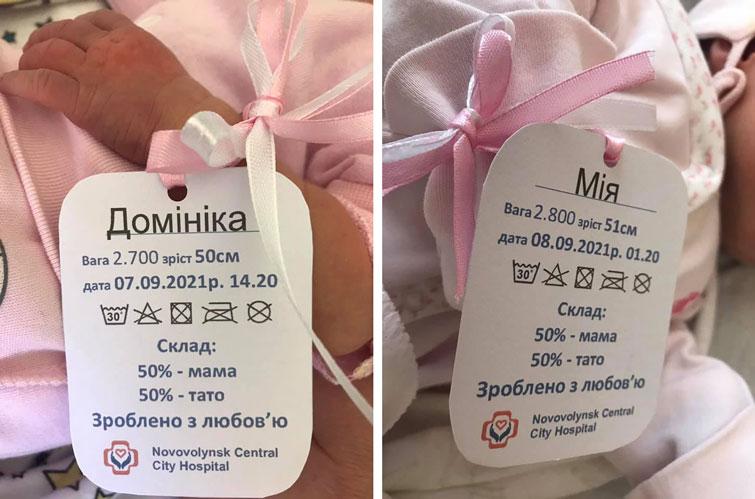 Домініка
Вага 2.700 зріст 50см
дата 07.09.2021р. 14.20
30°
Склад:
50% - мама
50% - тато
Зроблено з любов’ю
Novovolynsk Central
City Hospital
Мія
Вага 2.800 зріст 51см
дата 08.09.2021р. 01.20
30°
Склад:
50% - мама
50% - тато
Зроблено з любов’ю
Novovolynsk Central
City Hospital